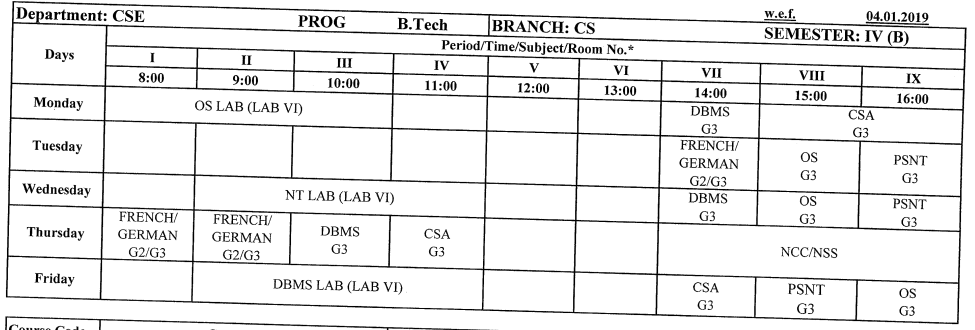 Department: CSE PROG B.Tech BRANCH: CS w.e.f. 04.01.2019
SEMESTER: IV (B)
Days Period/Time/Subject/Room No.*
I II III IV V VI VII VIII IX
8:00 9:00 10:00 11:00 12:00 13:00 14:00 15:00 16:00
Monday OS LAB (LAB VI) DBMS CSA
G3 G3
Tuesday FRENCH/ OS PSNT
GERMAN G3 G3
G2/G3
Wednesday NT LAB (LAB VI) DBMS OS PSNT
G3 G3 G3
Thursday FRENCH/ FRENCH/ DBMS CSA NCC/NSS
GERMAN GERMAN G3 G3
G2/G3 G2/G3
Friday DBMS LAB (LAB VI) CSA PSNT OS
G3 G3 G3
Course Code